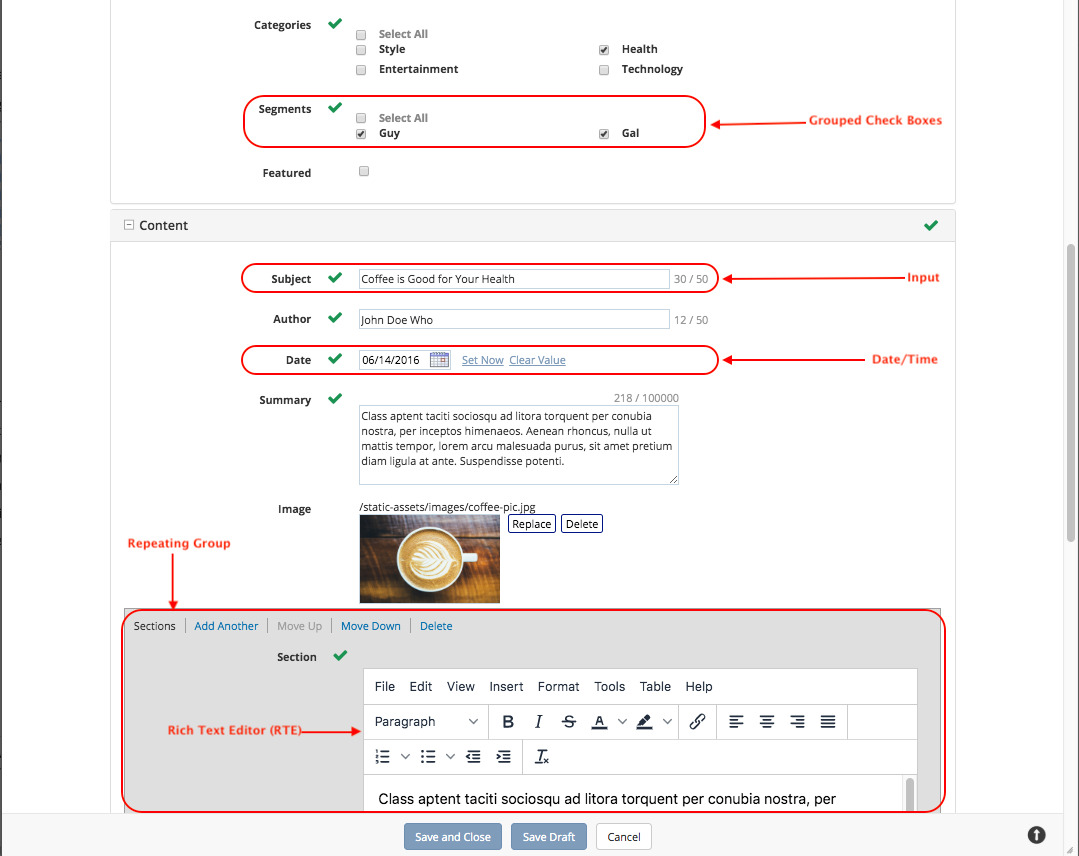 Categories
Select All
Style
Health
Entertainment
Technology
Segments
Select All
Guy
Gal
Grouped Check Boxes
Featured
Content
Subject
Coffee is Good for Your Health
30 / 50
Input
Author
John Doe Who
12 / 50
Date
06/14/2016
Set Now
Clear Value
Date/Time
Summary
218 / 100000
Class aptent taciti sociosqu ad litora torquent per conubia
nostra, per inceptos himenaeos. Aenean rhoncus, nulla ut
mattis tempor, lorem arcu malesuada purus, sit amet pretium
diam ligula at ante. Suspendisse potenti.
Image
/static-assets/images/coffee-pic.jpg
Replace
Delete
Repeating Group
Sections
Add Another
Move Up
Move Down
Delete
Section
File Edit View Insert Format Tools Table Help
Rich Text Editor (RTE)
Paragraph
B I S A
Class aptent taciti sociosqu ad litora torquent per conubia nostra, per
Save and Close
Save Draft
Cancel